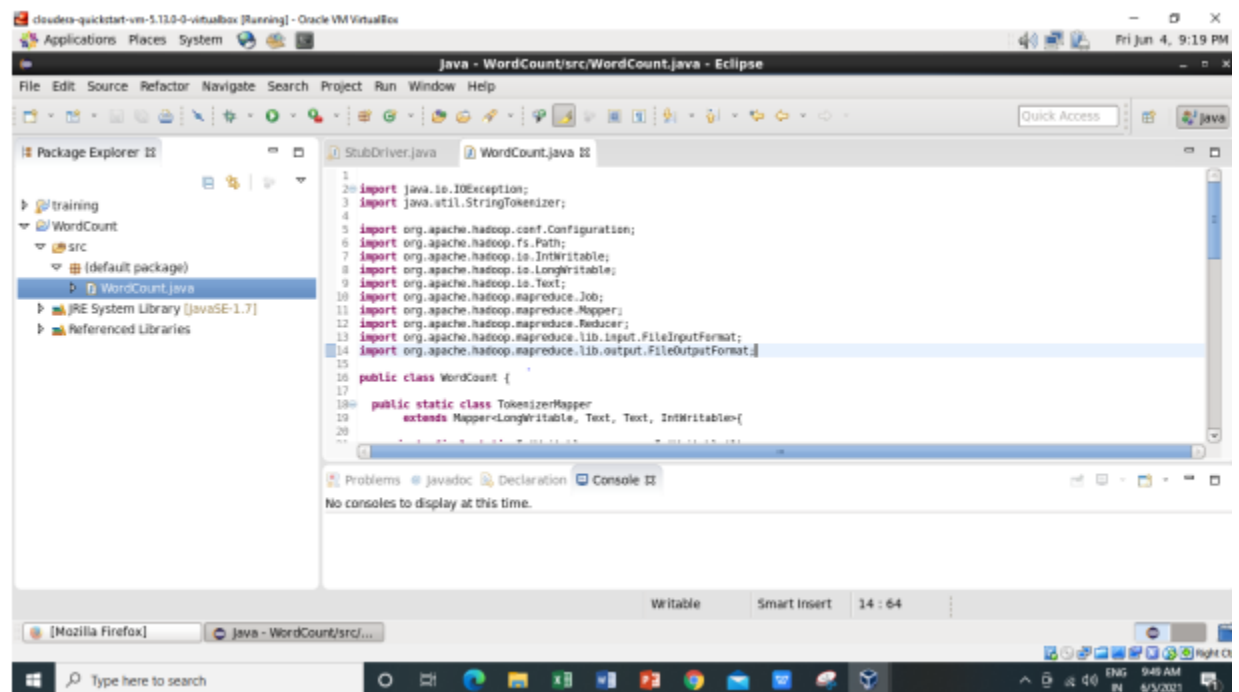 cloudera-quickstart-vm-5.13.0-0-virtualbox [Running] - Oracle VM VirtualBox
Applications Places System Fri Jun 4, 9:19 PM
Java - WordCount/src/WordCount.java - Eclipse
File Edit Source Refactor Navigate Search Project Run Window Help
Quick Access Java
Package Explorer
training
WordCount
src
(default package)
WordCount.java
JRE System Library [JavaSE-1.7]
Referenced Libraries
StubDriver.java WordCount.java
1
2 import java.io.IOException;
3 import java.util.StringTokenizer;
4
5 import org.apache.hadoop.conf.Configuration;
6 import org.apache.hadoop.fs.Path;
7 import org.apache.hadoop.io.IntWritable;
8 import org.apache.hadoop.io.LongWritable;
9 import org.apache.hadoop.io.Text;
10 import org.apache.hadoop.mapreduce.Job;
11 import org.apache.hadoop.mapreduce.Mapper;
12 import org.apache.hadoop.mapreduce.Reducer;
13 import org.apache.hadoop.mapreduce.lib.input.FileInputFormat;
14 import org.apache.hadoop.mapreduce.lib.output.FileOutputFormat;
15
16 public class WordCount {
17
18 public static class TokenizerMapper
19 extends Mapper<LongWritable, Text, Text, IntWritable>{
20
Problems Javadoc Declaration Console
No consoles to display at this time.
Writable Smart Insert 14 : 64
[Mozilla Firefox] Java - WordCount/src/...
Right Ct
Type here to search
ENG 9:49 AM
IN 6/5/2021